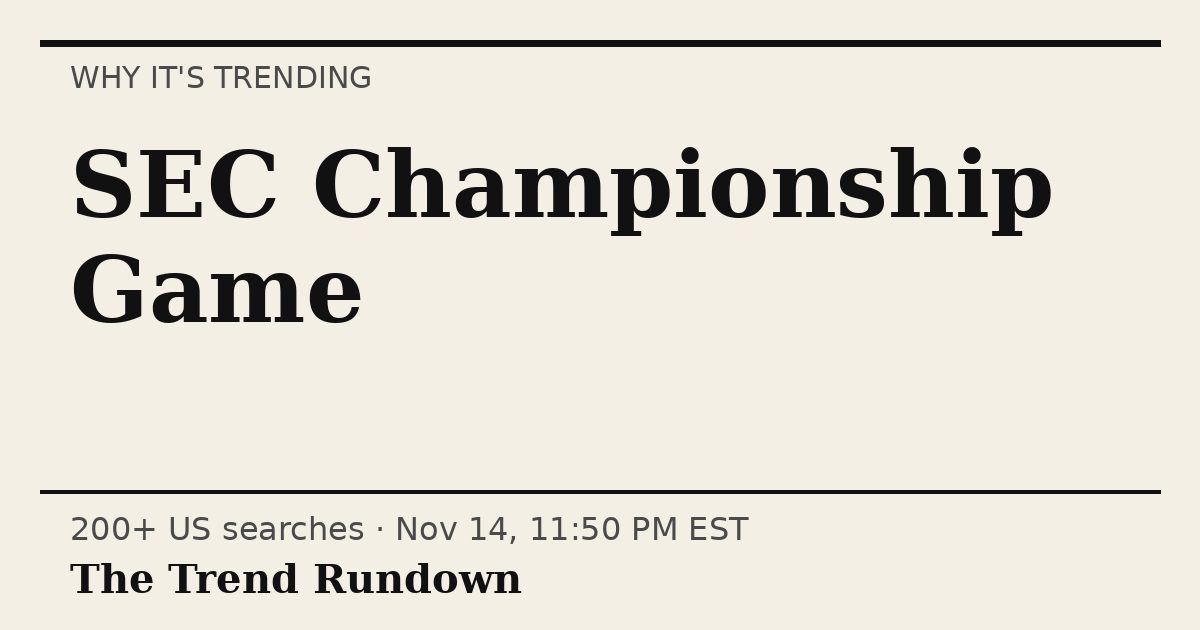 WHY IT'S TRENDING
SEC Championship
Game
200+ US searches · Nov 14, 11:50 PM EST
The Trend Rundown